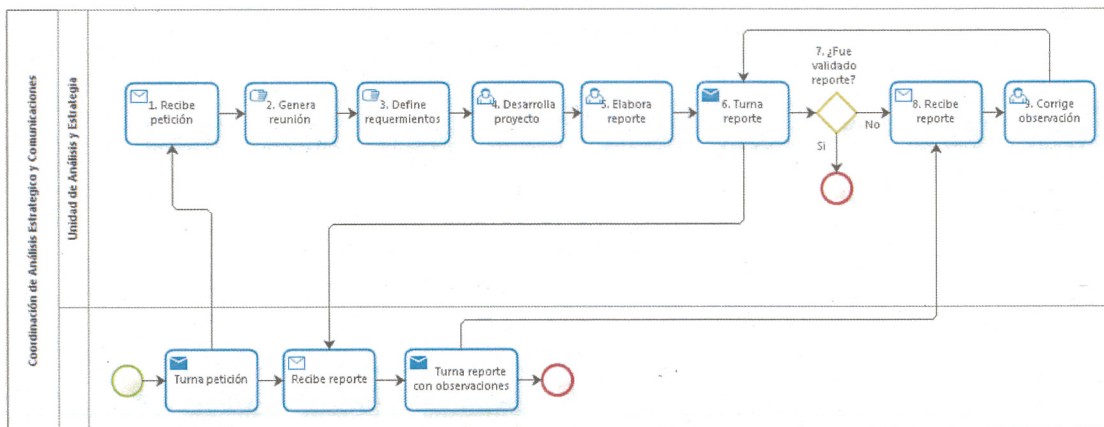 Coordinación de Análisis Estrategico y Comunicaciones
Unidad de Análisis y Estrategia
1. Recibe
petición
2. Genera
reunión
3. Define
requermientos
4. Desarrolla
proyecto
5. Elabora
reporte
6. Turna
reporte
7. ¿Fue
validado
reporte?
No
Si
8. Recibe
reporte
9. Corrige
observación
Turna petición
Recibe reporte
Turna reporte
con observaciones